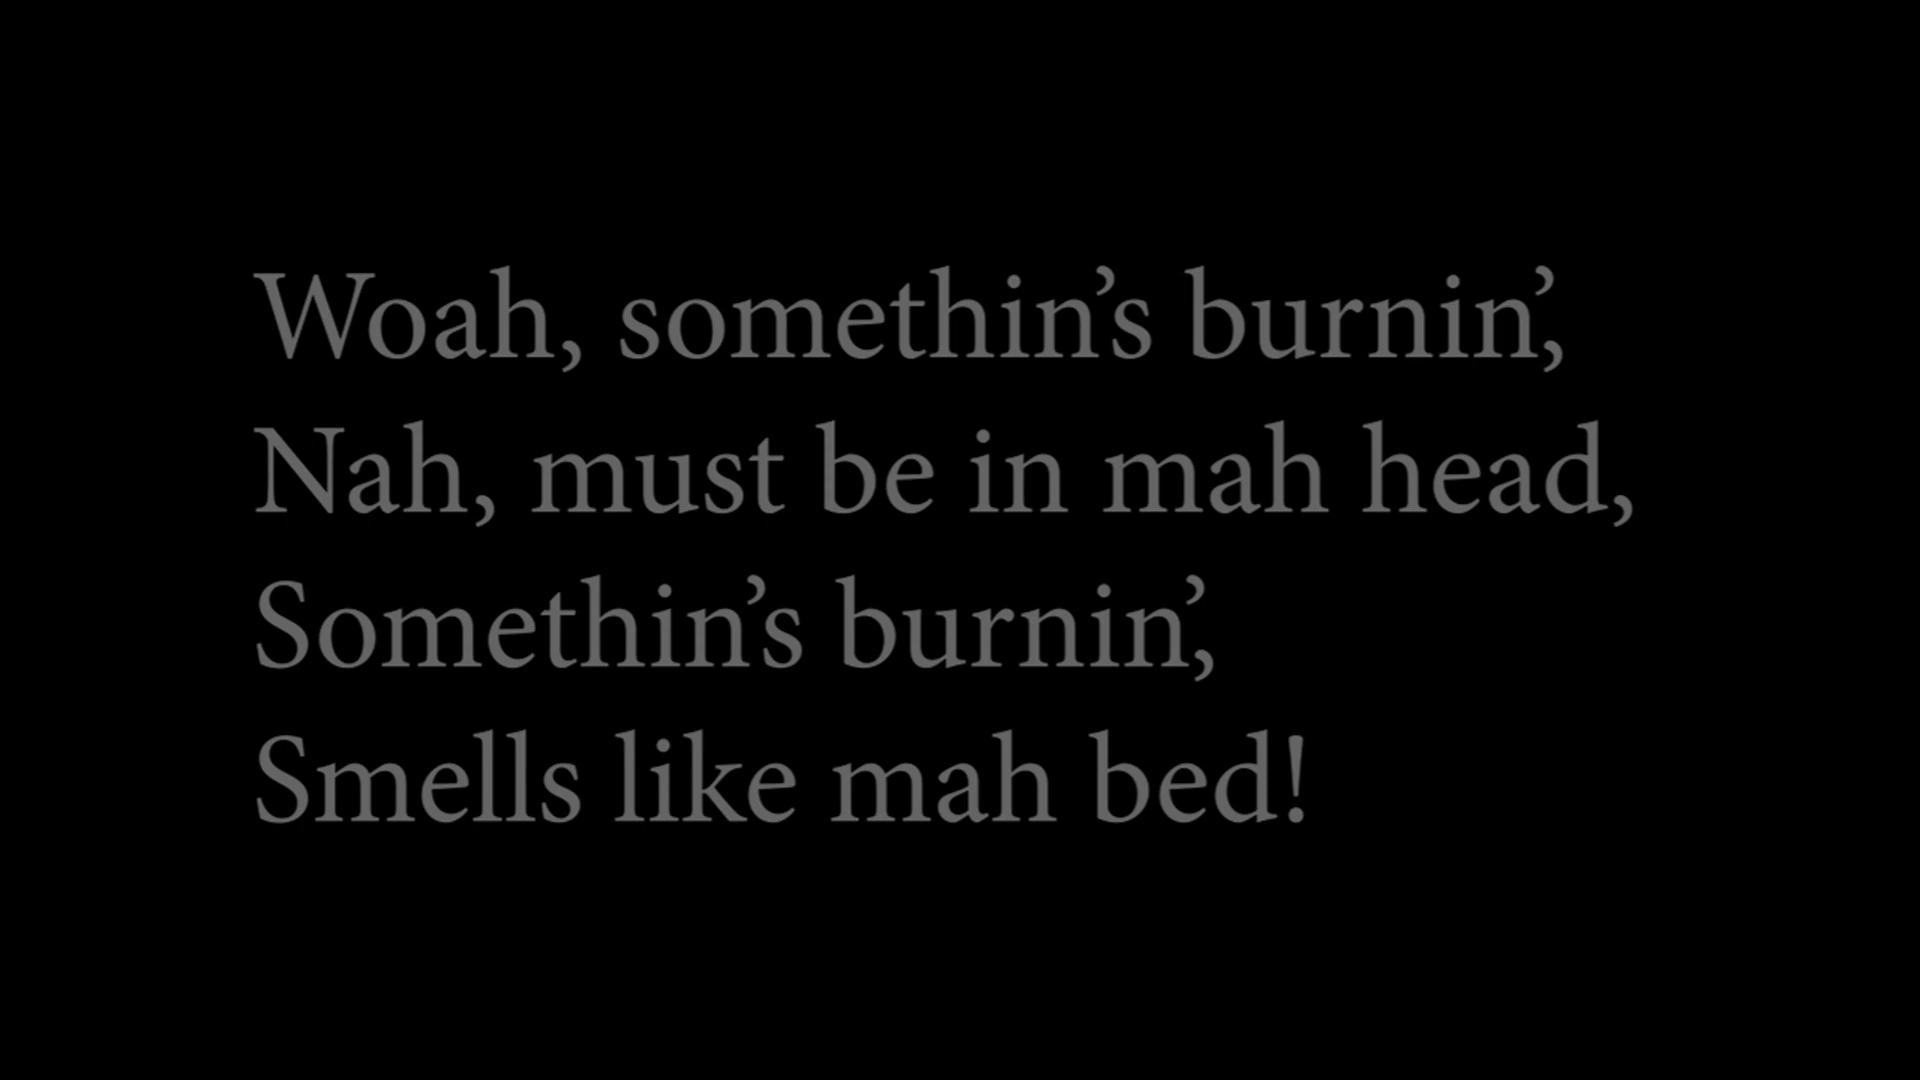 Woah, somethin’s burnin’,
Nah, must be in mah head,
Somethin’s burnin’,
Smells like mah bed!